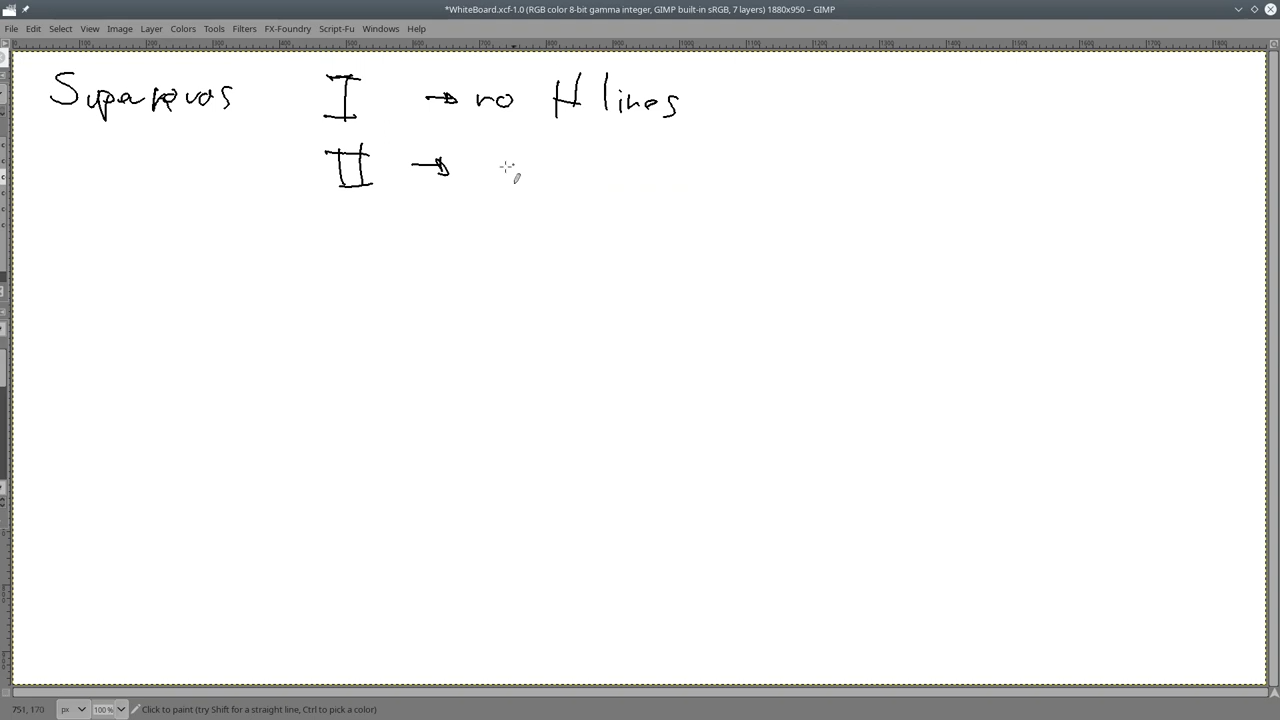 *WhiteBoard.xcf-1.0 (RGB color 8-bit gamma integer, GIMP built-in sRGB, 7 layers) 1880x950 – GIMP
File Edit Select View Image Layer Colors Tools Filters FX-Foundry Script-Fu Windows Help
I → no H lines
II →
751, 170 px 100% Click to paint (try Shift for a straight line, Ctrl to pick a color)